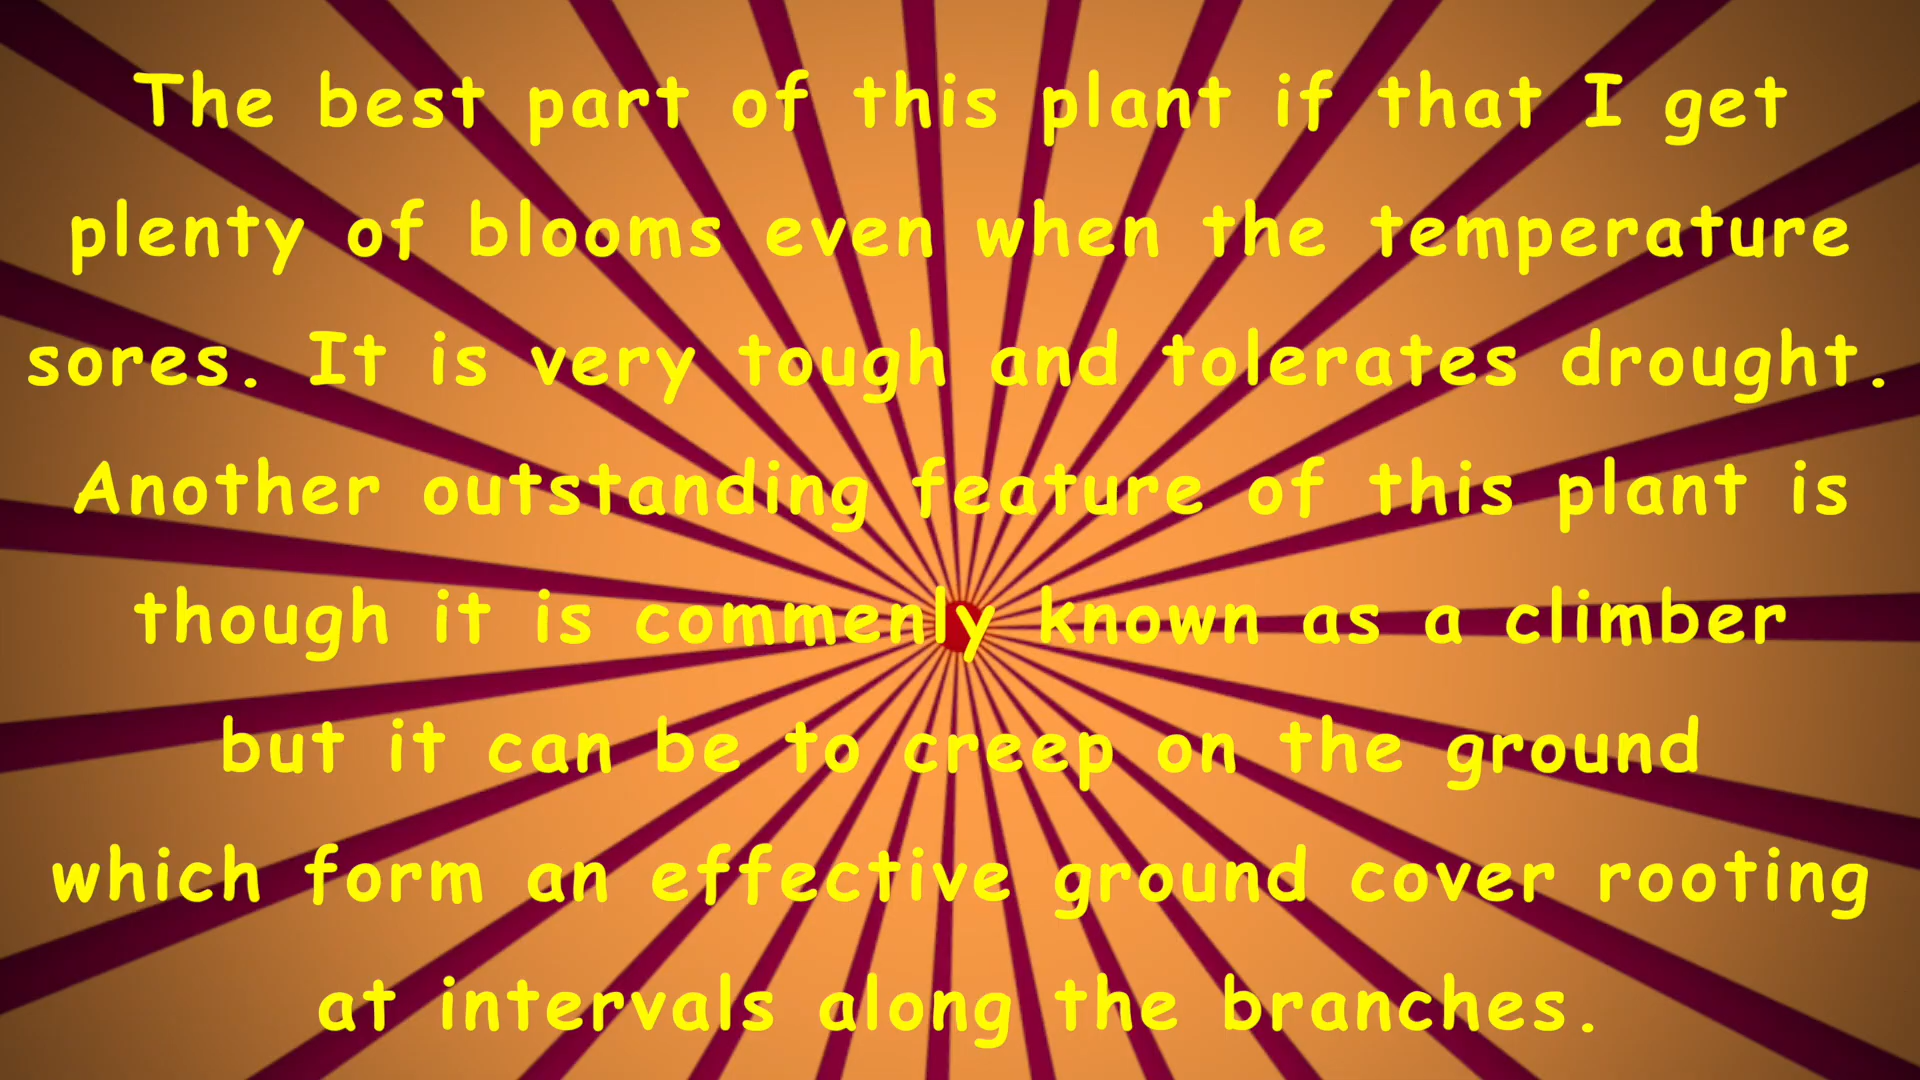 The best part of this plant if that I get
plenty of blooms even when the temperature
sores. It is very tough and tolerates drought.
Another outstanding feature of this plant is
though it is commenly known as a climber
but it can be to creep on the ground
which form an effective ground cover rooting
at intervals along the branches.